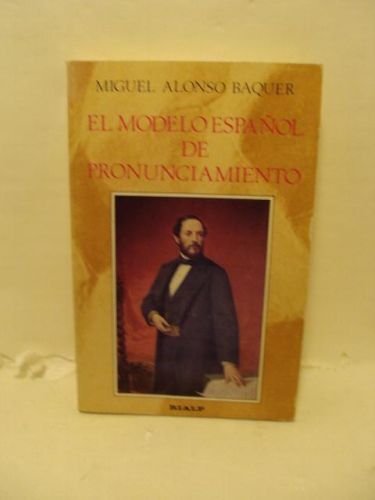 MIGUEL ALONSO BAQUER
EL MODELO ESPAÑOL
DE
PRONUNCIAMIENTO
RIALP